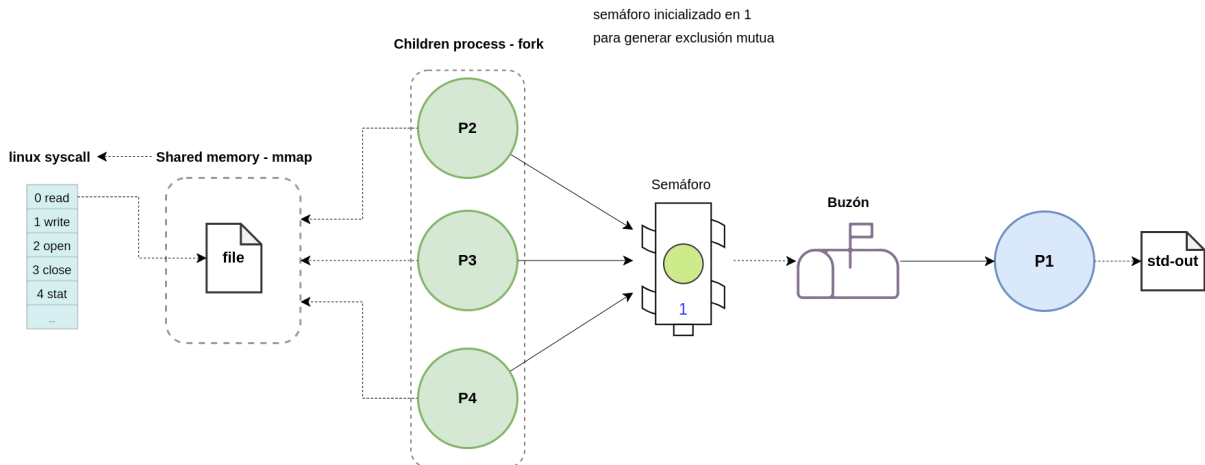 semáforo inicializado en 1
para generar exclusión mutua
Children process - fork
P2
linux syscall
Shared memory - mmap
0 read
1 write
2 open
3 close
4 stat
...
file
P3
Semáforo
1
Buzón
P1
std-out
P4